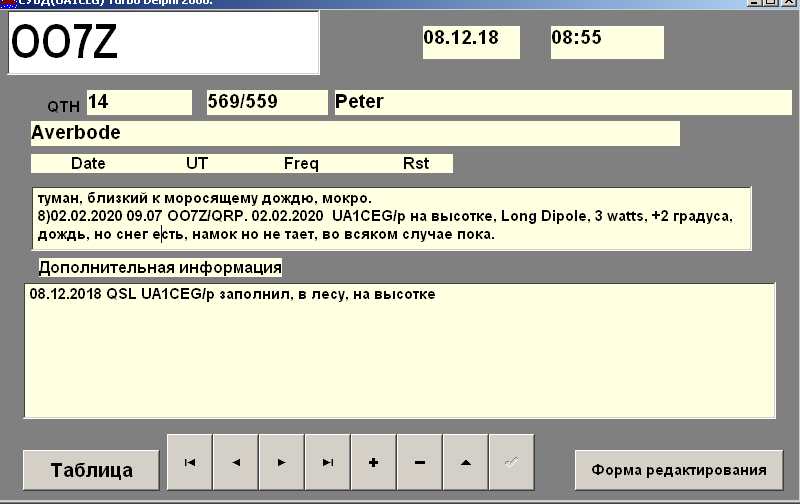 СУБД(UA1CEG) Turbo Delphi 2006.
OO7Z
08.12.18 08:55
QTH 14 569/559 Peter
Averbode
Date UT Freq Rst
туман, близкий к моросящему дождю, мокро.
8)02.02.2020 09.07 OO7Z/QRP. 02.02.2020 UA1CEG/p на высотке, Long Dipole, 3 watts, +2 градуса,
дождь, но снег есть, намок но не тает, во всяком случае пока.
Дополнительная информация
08.12.2018 QSL UA1CEG/p заполнил, в лесу, на высотке
Таблица
Форма редактирования